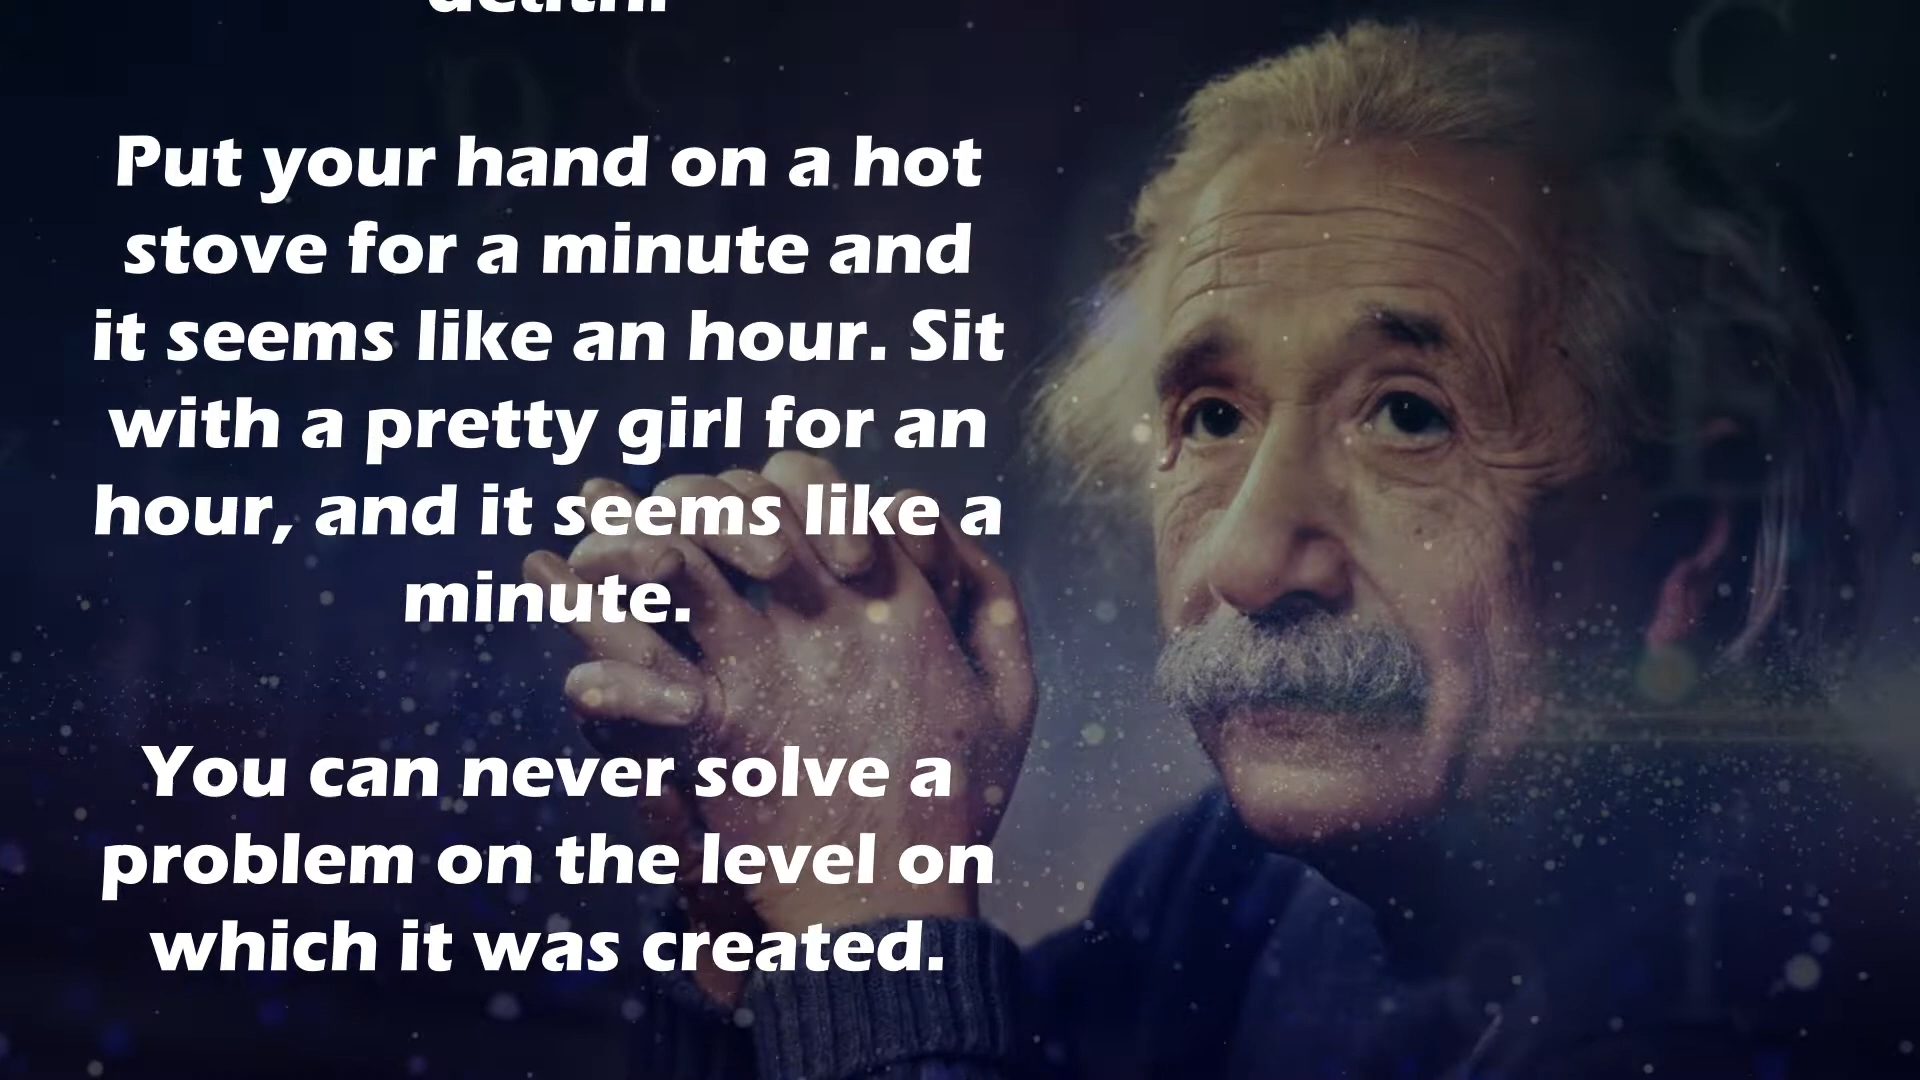 Put your hand on a hot
stove for a minute and
it seems like an hour. Sit
with a pretty girl for an
hour, and it seems like a
minute.
You can never solve a
problem on the level on
which it was created.